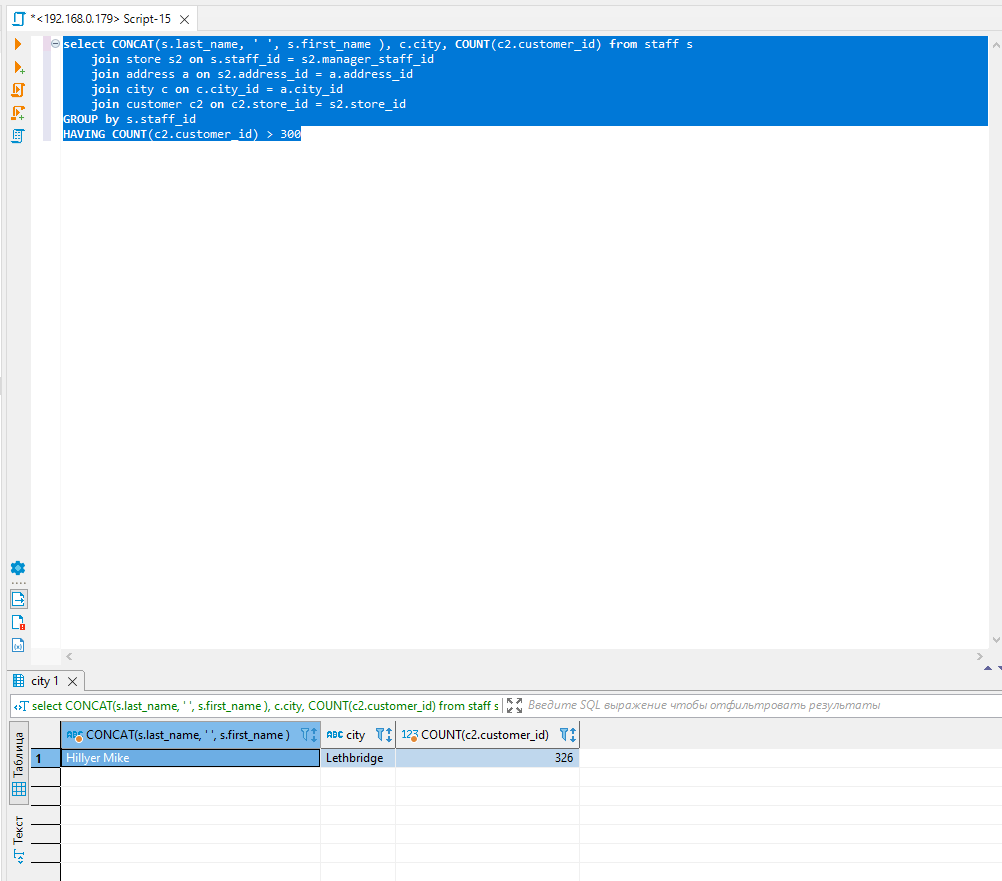 *<192.168.0.179> Script-15
select CONCAT(s.last_name, ' ', s.first_name ), c.city, COUNT(c2.customer_id) from staff s
join store s2 on s.staff_id = s2.manager_staff_id
join address a on s2.address_id = a.address_id
join city c on c.city_id = a.city_id
join customer c2 on c2.store_id = s2.store_id
GROUP by s.staff_id
HAVING COUNT(c2.customer_id) > 300
city 1
select CONCAT(s.last_name, ' ', s.first_name ), c.city, COUNT(c2.customer_id) from staff s
Введите SQL выражение чтобы отфильтровать результаты
Таблица
Текст
ABC CONCAT(s.last_name, ' ', s.first_name ) ABC city 123 COUNT(c2.customer_id)
1 Hillyer Mike Lethbridge 326